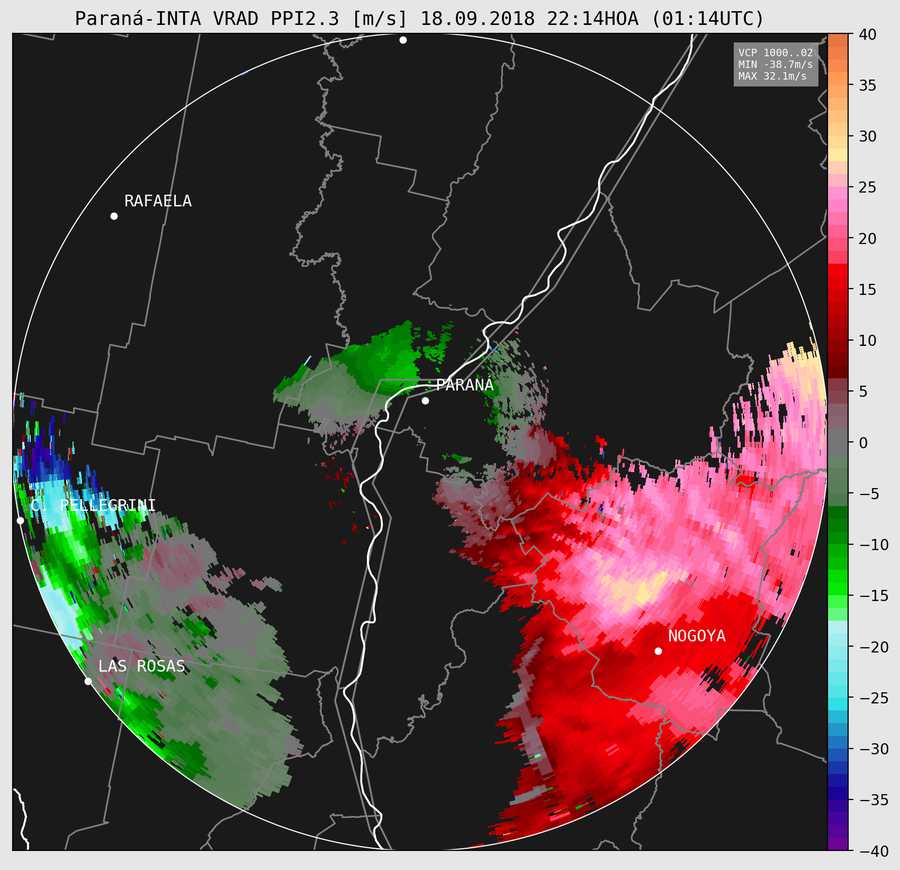 Paraná-INTA VRAD PPI2.3 [m/s] 18.09.2018 22:14HOA (01:14UTC)
VCP 1000..02
MIN -38.7m/s
MAX 32.1m/s
40
35
30
25
20
15
10
5
0
−5
−10
−15
−20
−25
−30
−35
−40
RAFAELA
PARANA
C. PELLEGRINI
NOGOYA
LAS ROSAS